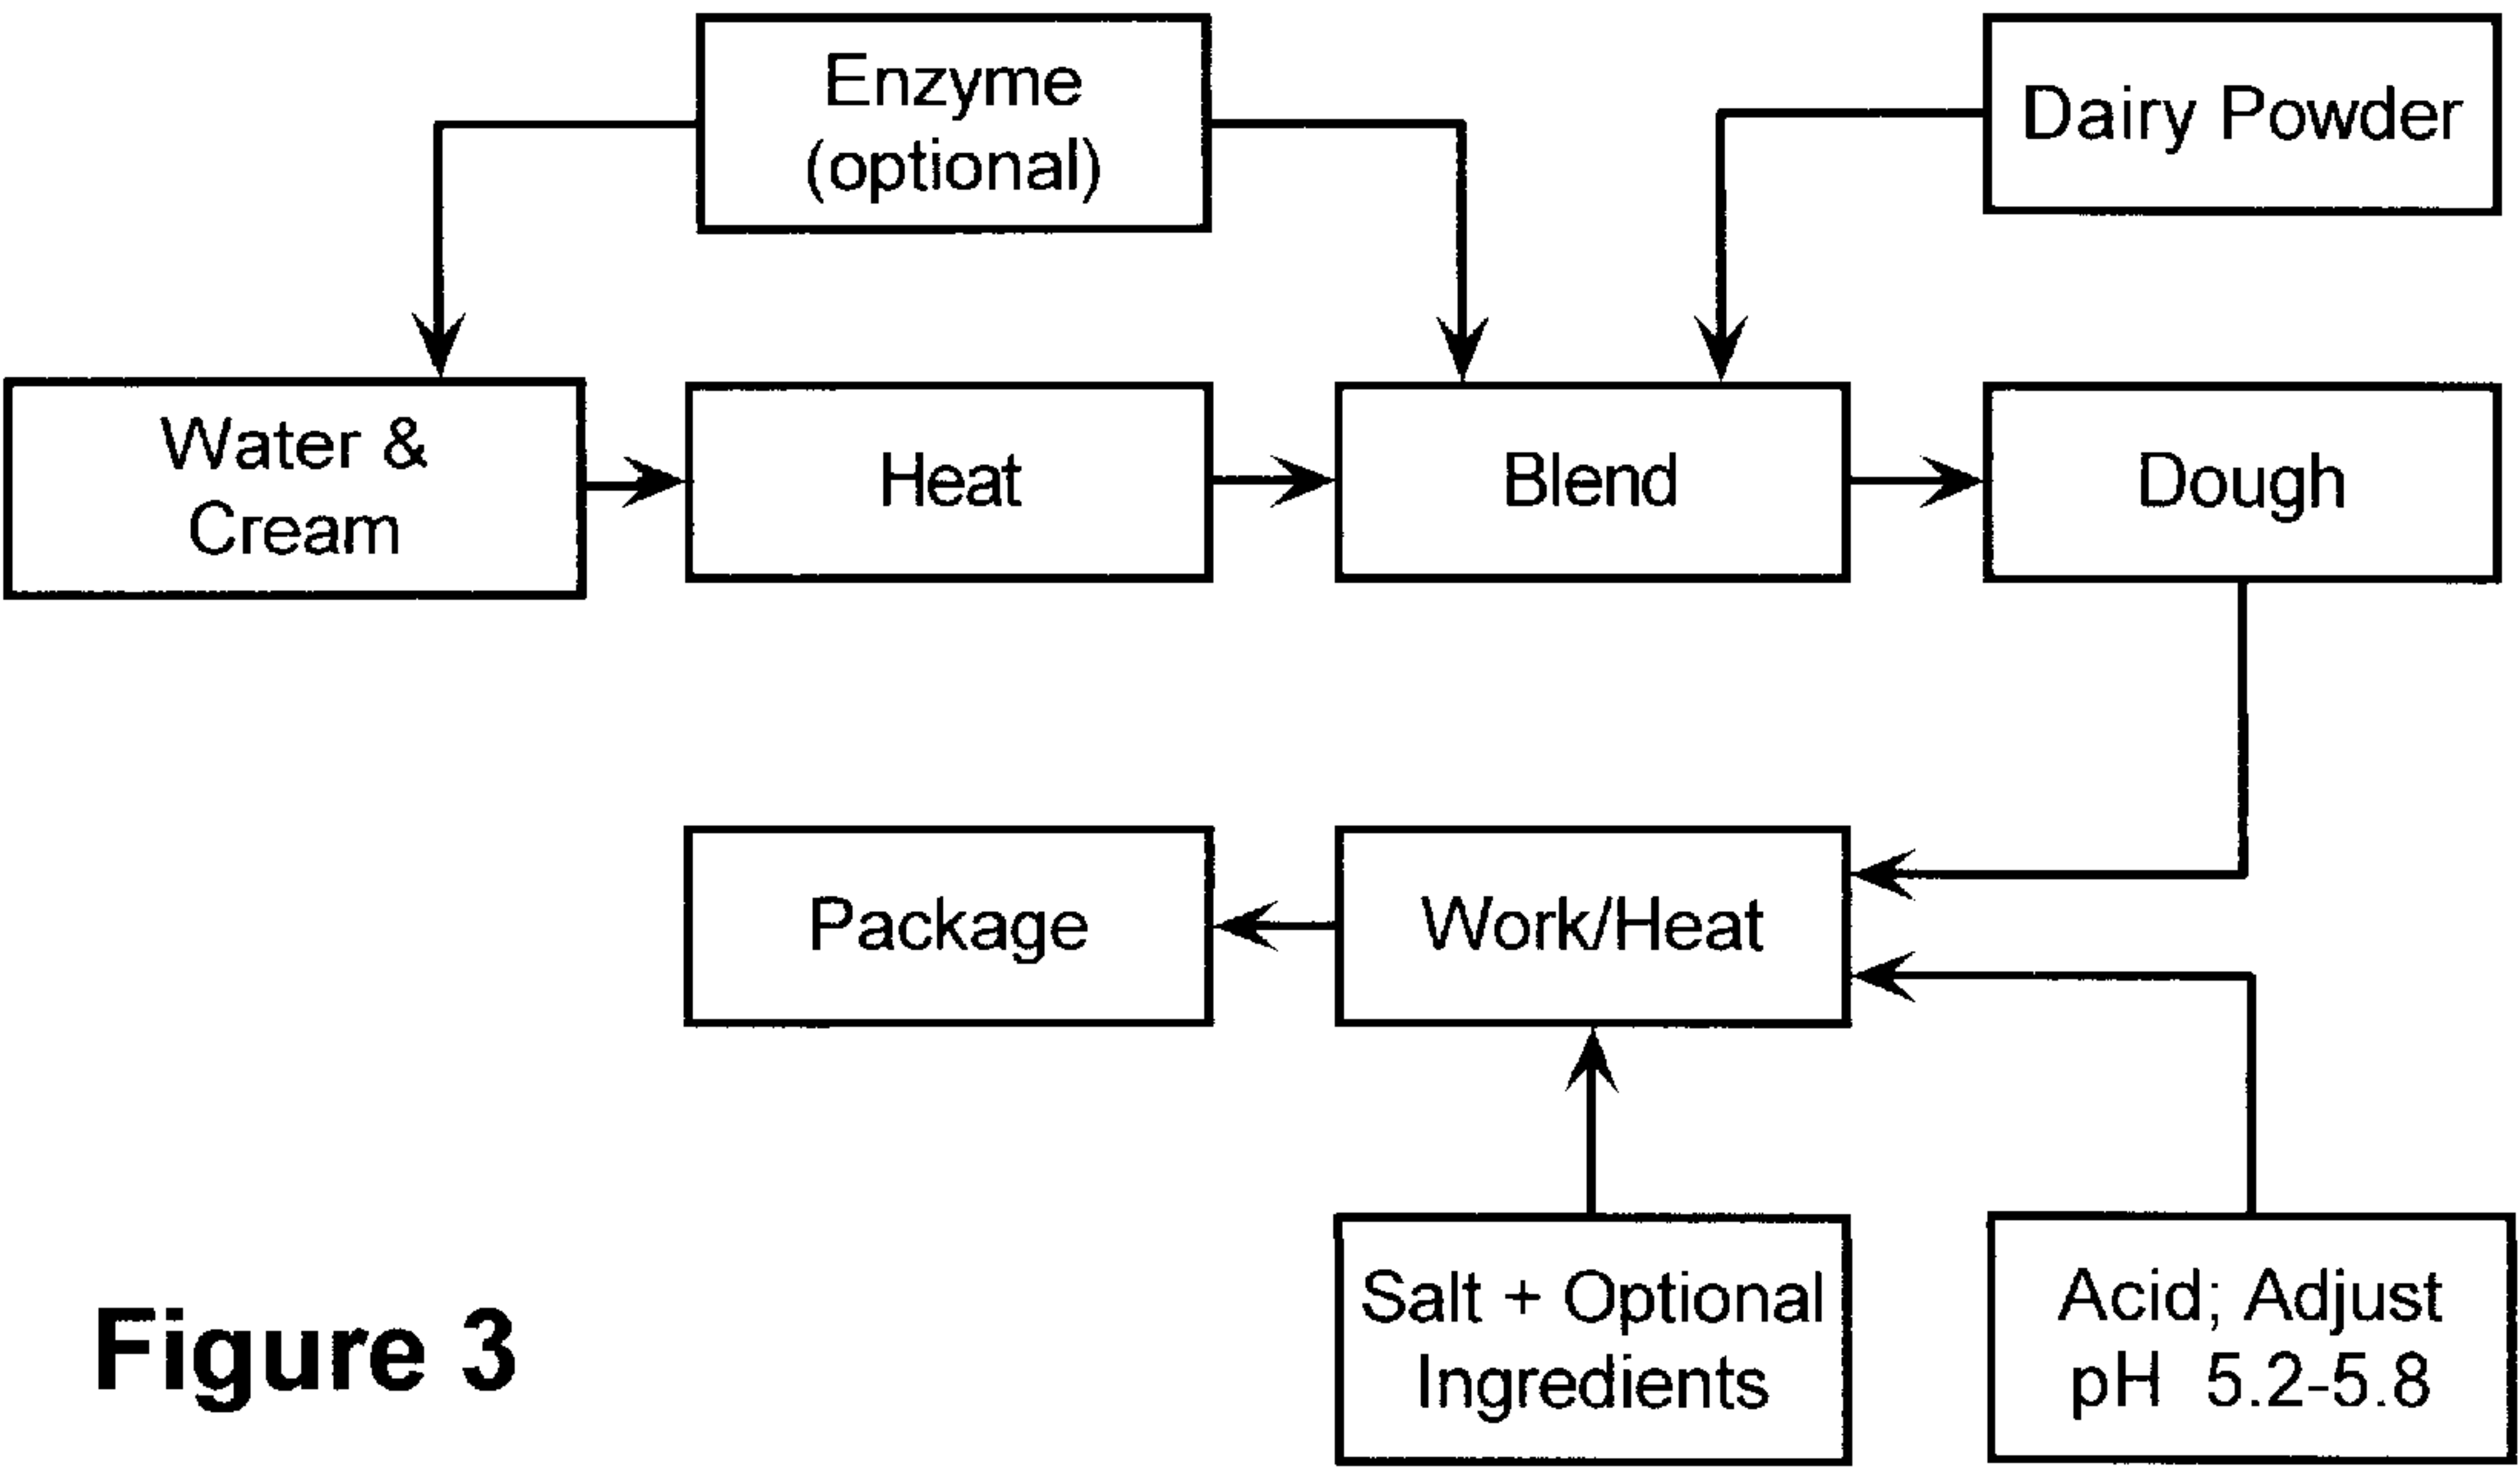 Enzyme
(optional)
Dairy Powder
Water &
Cream
Heat
Blend
Dough
Package
Work/Heat
Salt + Optional
Ingredients
Acid; Adjust
pH 5.2-5.8
Figure 3